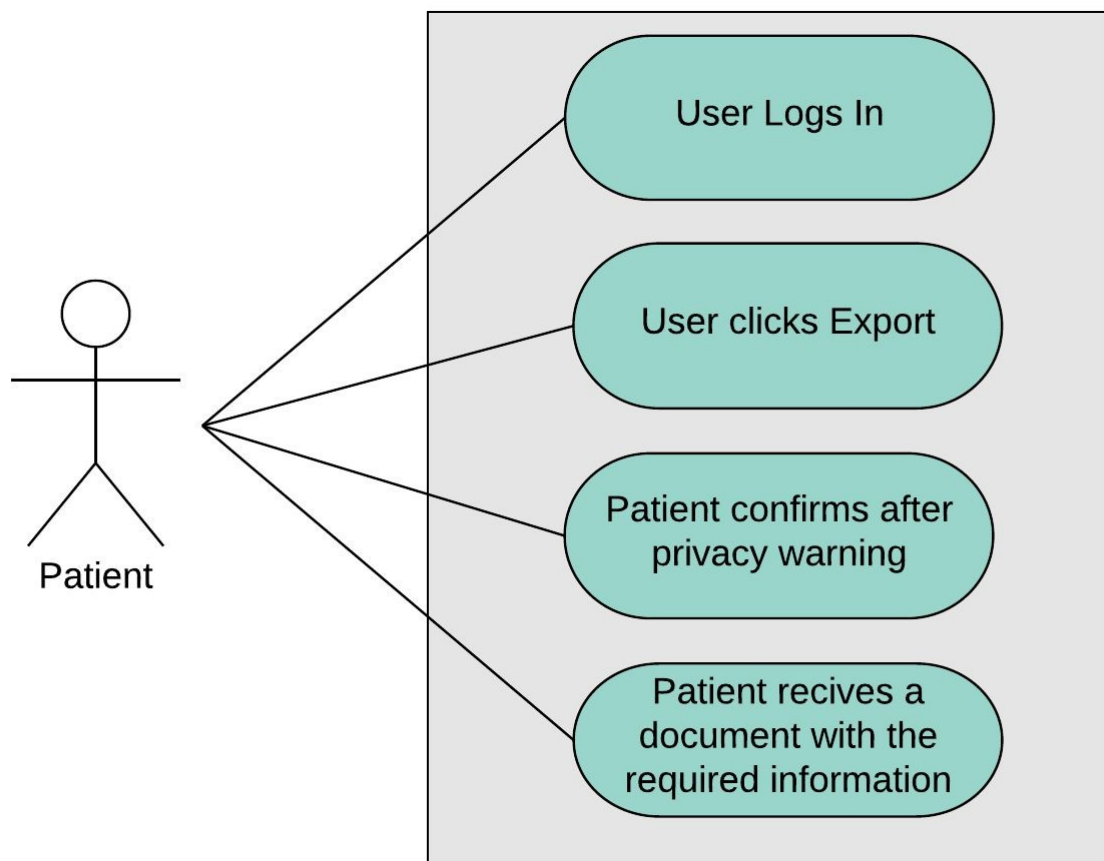 User Logs In
User clicks Export
Patient confirms after
privacy warning
Patient
Patient recives a
document with the
required information